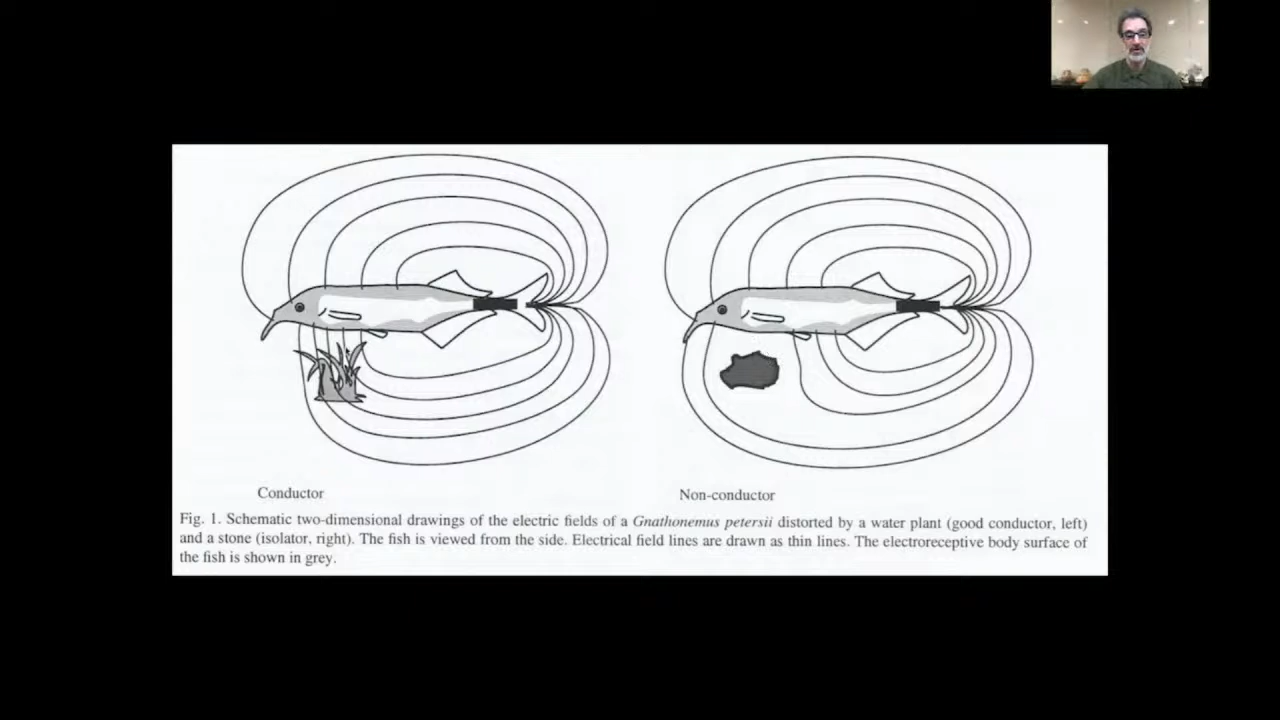 Conductor
Non-conductor
Fig. 1. Schematic two-dimensional drawings of the electric fields of a Gnathonemus petersii distorted by a water plant (good conductor, left)
and a stone (isolator, right). The fish is viewed from the side. Electrical field lines are drawn as thin lines. The electroreceptive body surface of
the fish is shown in grey.